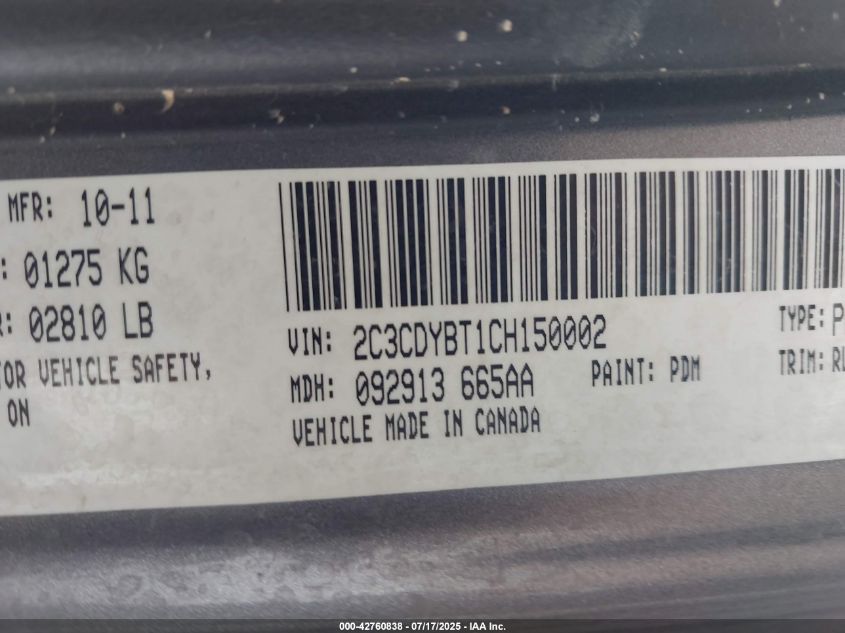 MFR: 10-11
: 01275 KG
R: 02810 LB
OR VEHICLE SAFETY,
ON
VIN: 2C3CDYBT1CH150002
TYPE: P
MDH: 092913 665AA
PAINT: PDM
TRIM:
VEHICLE MADE IN CANADA
000-42760838 - 07/17/2025 - IAA Inc.